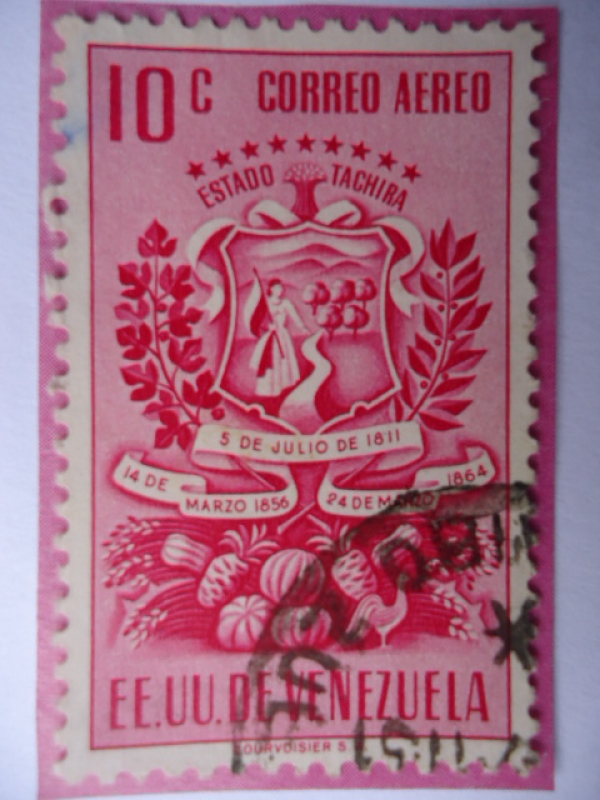 10 C CORREO AEREO
ESTADO TACHIRA
5 DE JULIO DE 1811
14 DE MARZO 1856
24 DE MARZO 1864
EE.UU. DE VENEZUELA
COURVOISIER S.